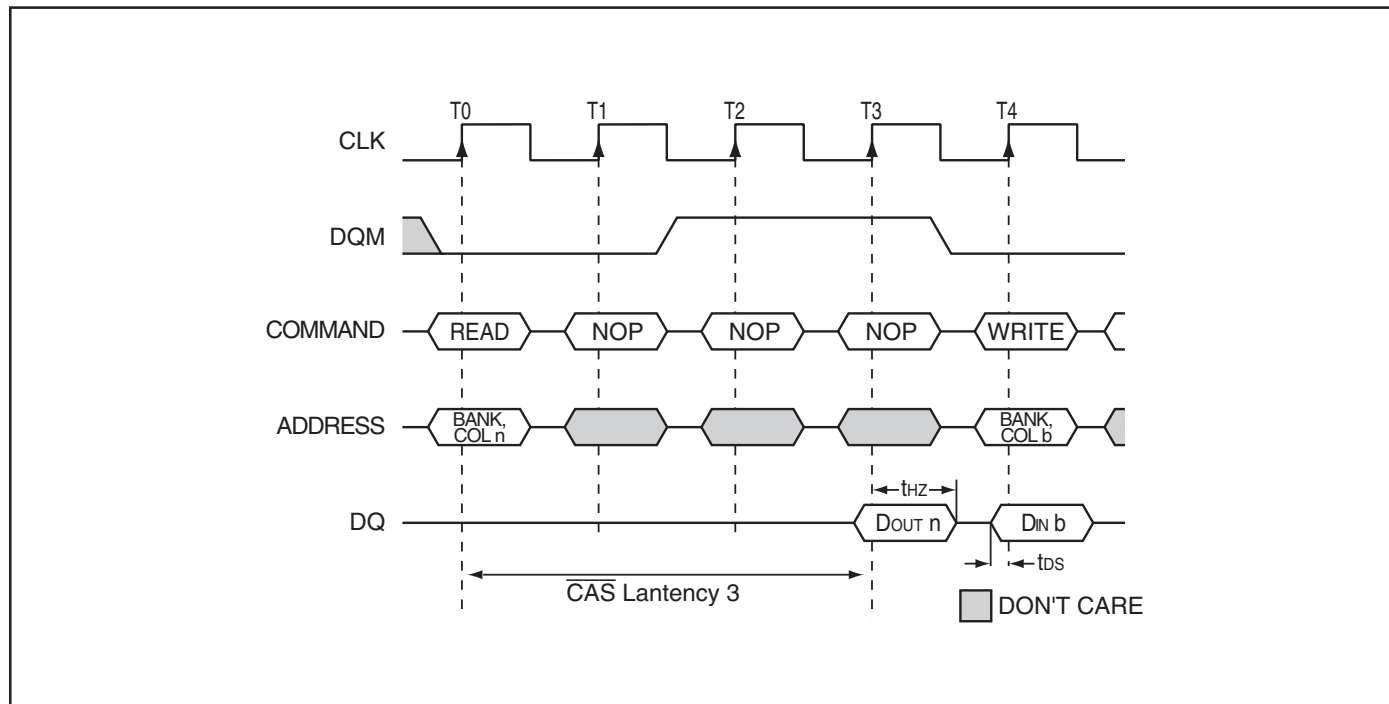 T0 T1 T2 T3 T4
CLK
DQM
COMMAND READ NOP NOP NOP WRITE
ADDRESS BANK, COL n BANK, COL b
tHZ
DQ DOUT n DIN b
tDS
CAS Lantency 3
DON'T CARE